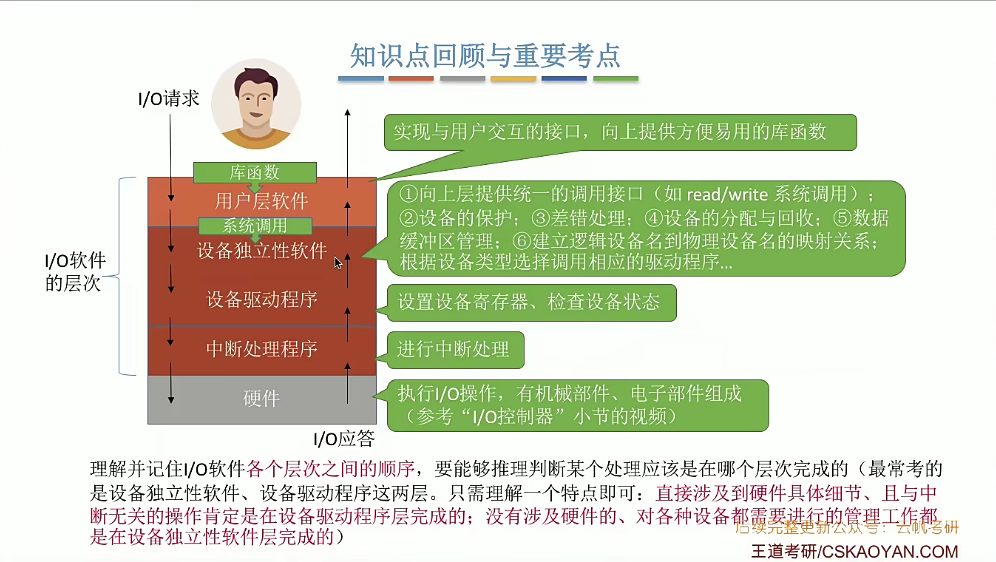 知识点回顾与重要考点
I/O请求
实现与用户交互的接口，向上提供方便易用的库函数
库函数
用户层软件
系统调用
设备独立性软件
①向上层提供统一的调用接口（如 read/write 系统调用）；
②设备的保护；③差错处理；④设备的分配与回收；⑤数据
缓冲区管理；⑥建立逻辑设备名到物理设备名的映射关系；
根据设备类型选择调用相应的驱动程序…
I/O软件
的层次
设备驱动程序
设置设备寄存器、检查设备状态
中断处理程序
进行中断处理
硬件
执行I/O操作，有机械部件、电子部件组成
（参考“I/O控制器”小节的视频）
I/O应答
理解并记住I/O软件各个层次之间的顺序，要能够推理判断某个处理应该是在哪个层次完成的（最常考的
是设备独立性软件、设备驱动程序这两层。只需理解一个特点即可：直接涉及到硬件具体细节、且与中
断无关的操作肯定是在设备驱动程序层完成的；没有涉及硬件的、对各种设备都需要进行的管理工作都
是在设备独立性软件层完成的）
后续完整更新公众号：云帆考研
王道考研/CSKAOYAN.COM